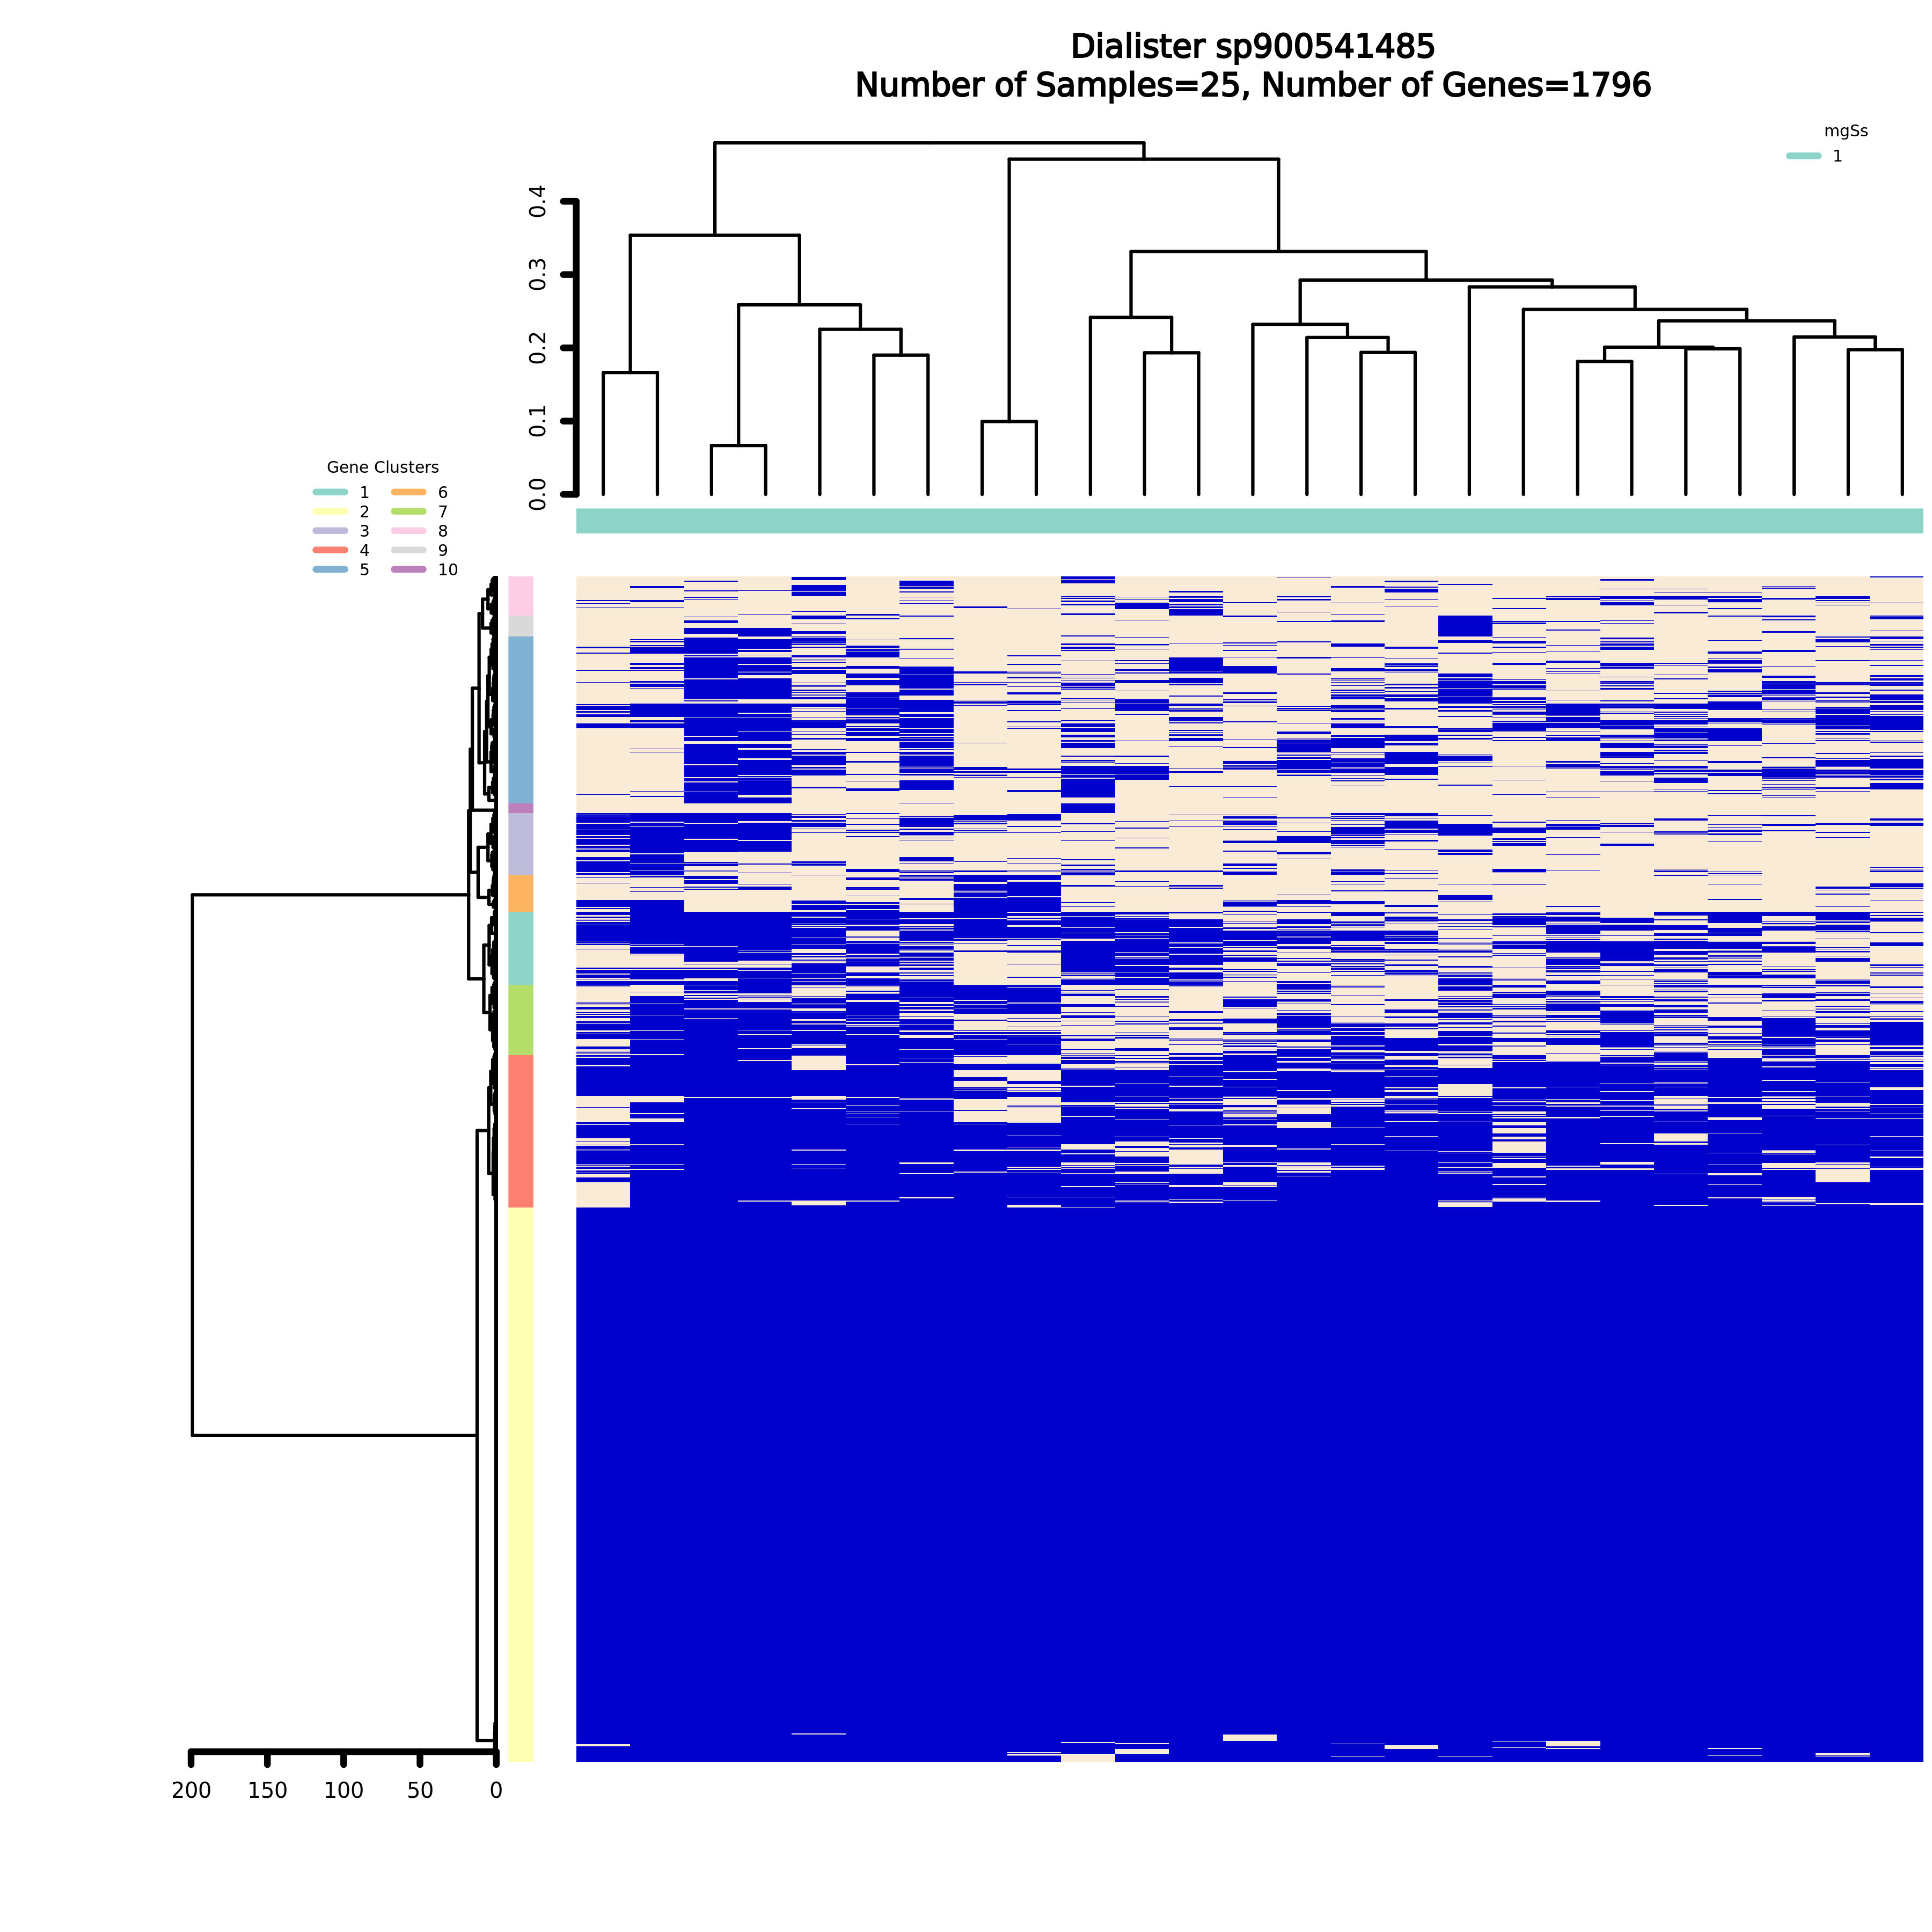 Dialister sp900541485
Number of Samples=25, Number of Genes=1796
mgSs
1
0.4
0.3
0.2
0.1
0.0
Gene Clusters
1 6
2 7
3 8
4 9
5 10
200 150 100 50 0